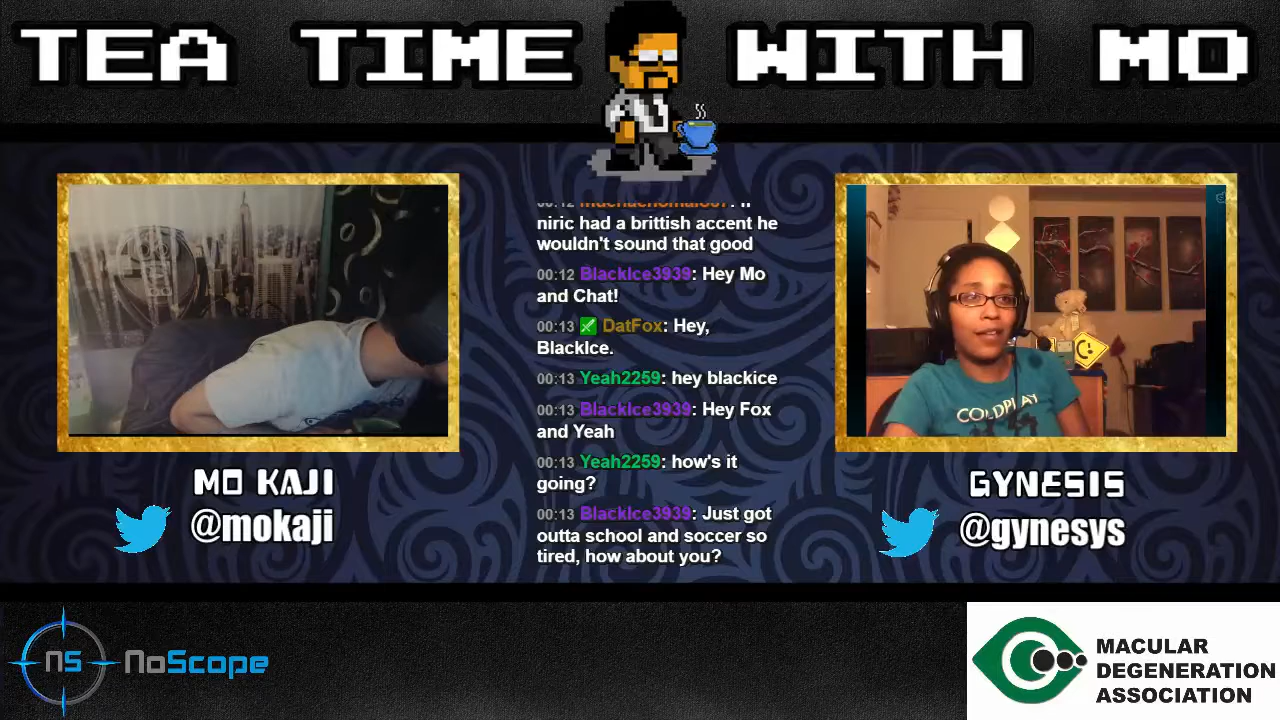 TEA TIME WITH MO
niric had a brittish accent he
wouldn't sound that good
00:12 BlackIce3939: Hey Mo
and Chat!
00:13 DatFox: Hey,
BlackIce.
00:13 Yeah2259: hey blackice
00:13 BlackIce3939: Hey Fox
and Yeah
00:13 Yeah2259: how's it
going?
00:13 BlackIce3939: Just got
outta school and soccer so
tired, how about you?
MO KAJI
@mokaji
COLDPLAY
GYNESIS
@gynesys
NS NoScope
MACULAR
DEGENERATION
ASSOCIATION